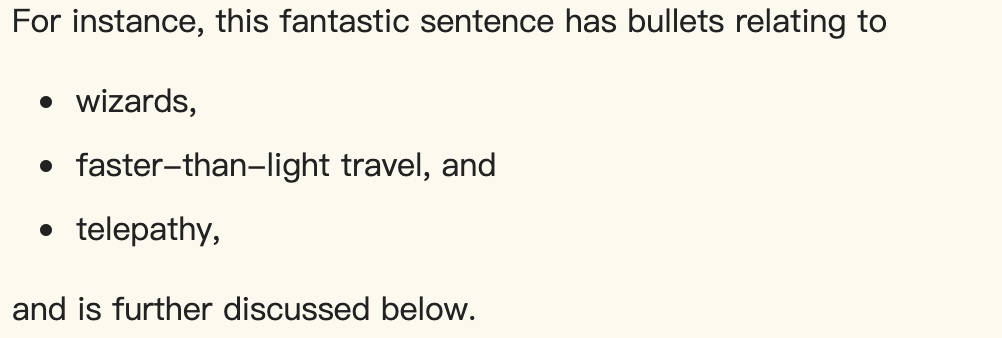 For instance, this fantastic sentence has bullets relating to
• wizards,
• faster–than–light travel, and
• telepathy,
and is further discussed below.